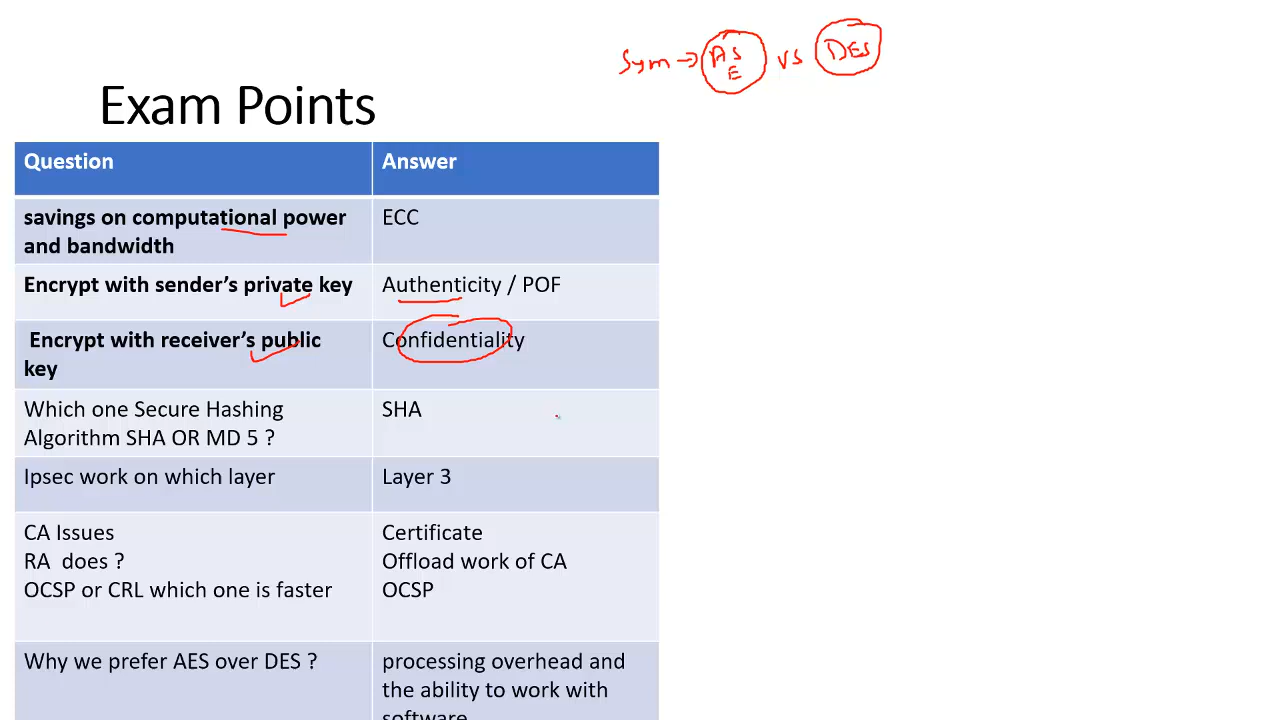 Sym → AS E vs DES
Exam Points
Question Answer
savings on computational power ECC
and bandwidth
Encrypt with sender's private key Authenticity / POF
Encrypt with receiver's public Confidentiality
key
Which one Secure Hashing SHA
Algorithm SHA OR MD 5 ?
Ipsec work on which layer Layer 3
CA Issues Certificate
RA does ? Offload work of CA
OCSP or CRL which one is faster OCSP
Why we prefer AES over DES ? processing overhead and
the ability to work with
software